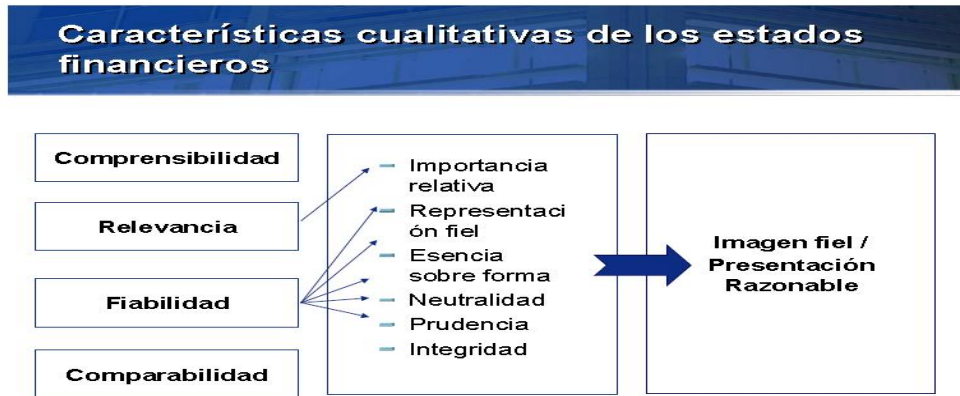 Características cualitativas de los estados
financieros
Comprensibilidad
Relevancia
Fiabilidad
Comparabilidad
Importancia
relativa
Representaci
ón fiel
Esencia
sobre forma
Neutralidad
Prudencia
Integridad
Imagen fiel /
Presentación
Razonable